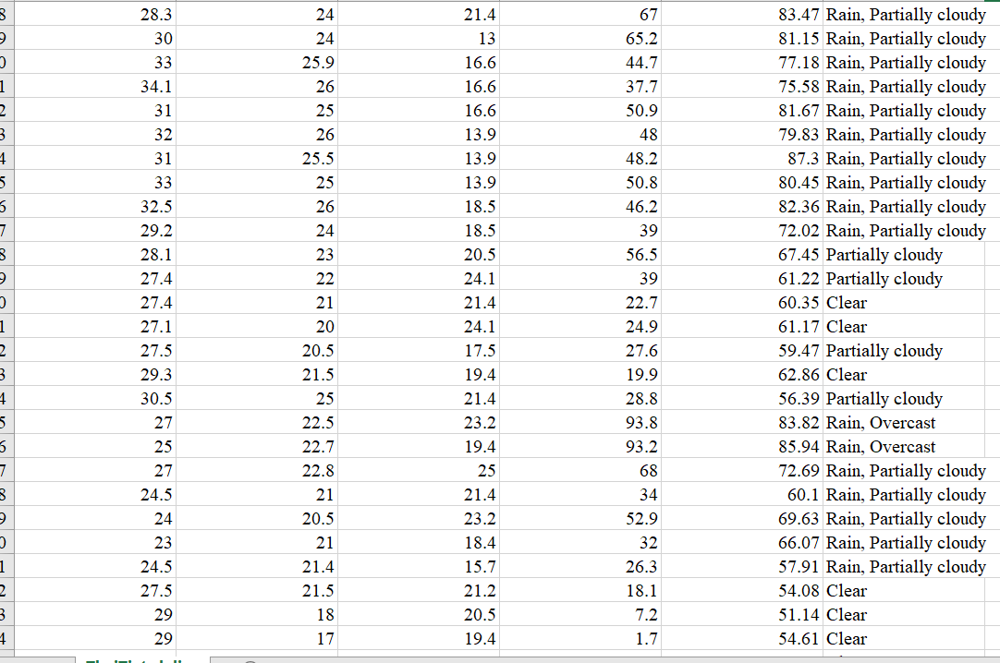 8 28.3 24 21.4 67 83.47 Rain, Partially cloudy
9 30 24 13 65.2 81.15 Rain, Partially cloudy
0 33 25.9 16.6 44.7 77.18 Rain, Partially cloudy
1 34.1 26 16.6 37.7 75.58 Rain, Partially cloudy
2 31 25 16.6 50.9 81.67 Rain, Partially cloudy
3 32 26 13.9 48 79.83 Rain, Partially cloudy
4 31 25.5 13.9 48.2 87.3 Rain, Partially cloudy
5 33 25 13.9 50.8 80.45 Rain, Partially cloudy
6 32.5 26 18.5 46.2 82.36 Rain, Partially cloudy
7 29.2 24 18.5 39 72.02 Rain, Partially cloudy
8 28.1 23 20.5 56.5 67.45 Partially cloudy
9 27.4 22 24.1 39 61.22 Partially cloudy
0 27.4 21 21.4 22.7 60.35 Clear
1 27.1 20 24.1 24.9 61.17 Clear
2 27.5 20.5 17.5 27.6 59.47 Partially cloudy
3 29.3 21.5 19.4 19.9 62.86 Clear
4 30.5 25 21.4 28.8 56.39 Partially cloudy
5 27 22.5 23.2 93.8 83.82 Rain, Overcast
6 25 22.7 19.4 93.2 85.94 Rain, Overcast
7 27 22.8 25 68 72.69 Rain, Partially cloudy
8 24.5 21 21.4 34 60.1 Rain, Partially cloudy
9 24 20.5 23.2 52.9 69.63 Rain, Partially cloudy
0 23 21 18.4 32 66.07 Rain, Partially cloudy
1 24.5 21.4 15.7 26.3 57.91 Rain, Partially cloudy
2 27.5 21.5 21.2 18.1 54.08 Clear
3 29 18 20.5 7.2 51.14 Clear
4 29 17 19.4 1.7 54.61 Clear